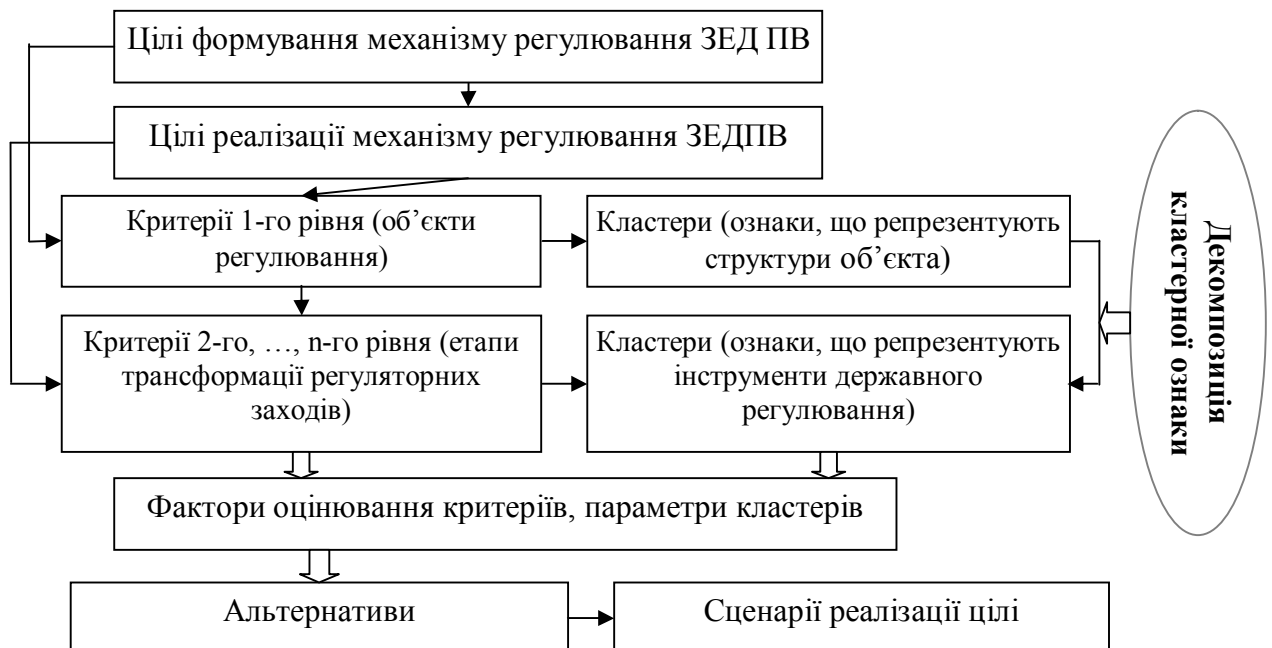 Цілі формування механізму регулювання ЗЕД ПВ
Цілі реалізації механізму регулювання ЗЕДПВ
Критерії 1-го рівня (об’єкти
регулювання)
Кластери (ознаки, що репрезентують
структури об’єкта)
Критерії 2-го, …, n-го рівня (етапи
трансформації регуляторних
заходів)
Кластери (ознаки, що репрезентують
інструменти державного
регулювання)
Декомпозиція
кластерної ознаки
Фактори оцінювання критеріїв, параметри кластерів
Альтернативи
Сценарії реалізації цілі